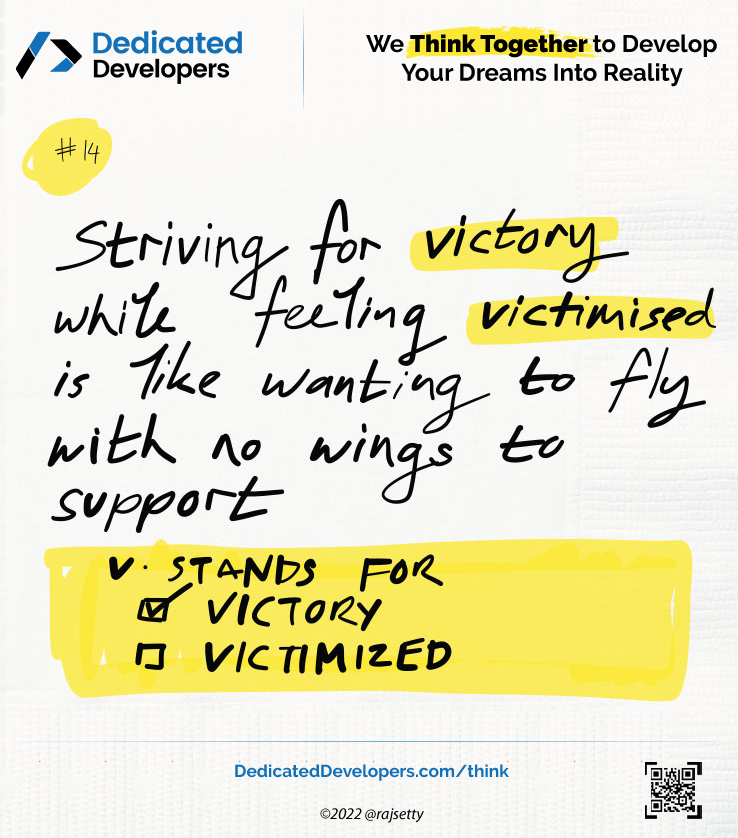 Dedicated
Developers
We Think Together to Develop
Your Dreams Into Reality
#14
Striving for victory
while feeling victimised
is like wanting to fly
with no wings to
support
V. STANDS FOR
☑ VICTORY
☐ VICTIMIZED
DedicatedDevelopers.com/think
©2022 @rajsetty